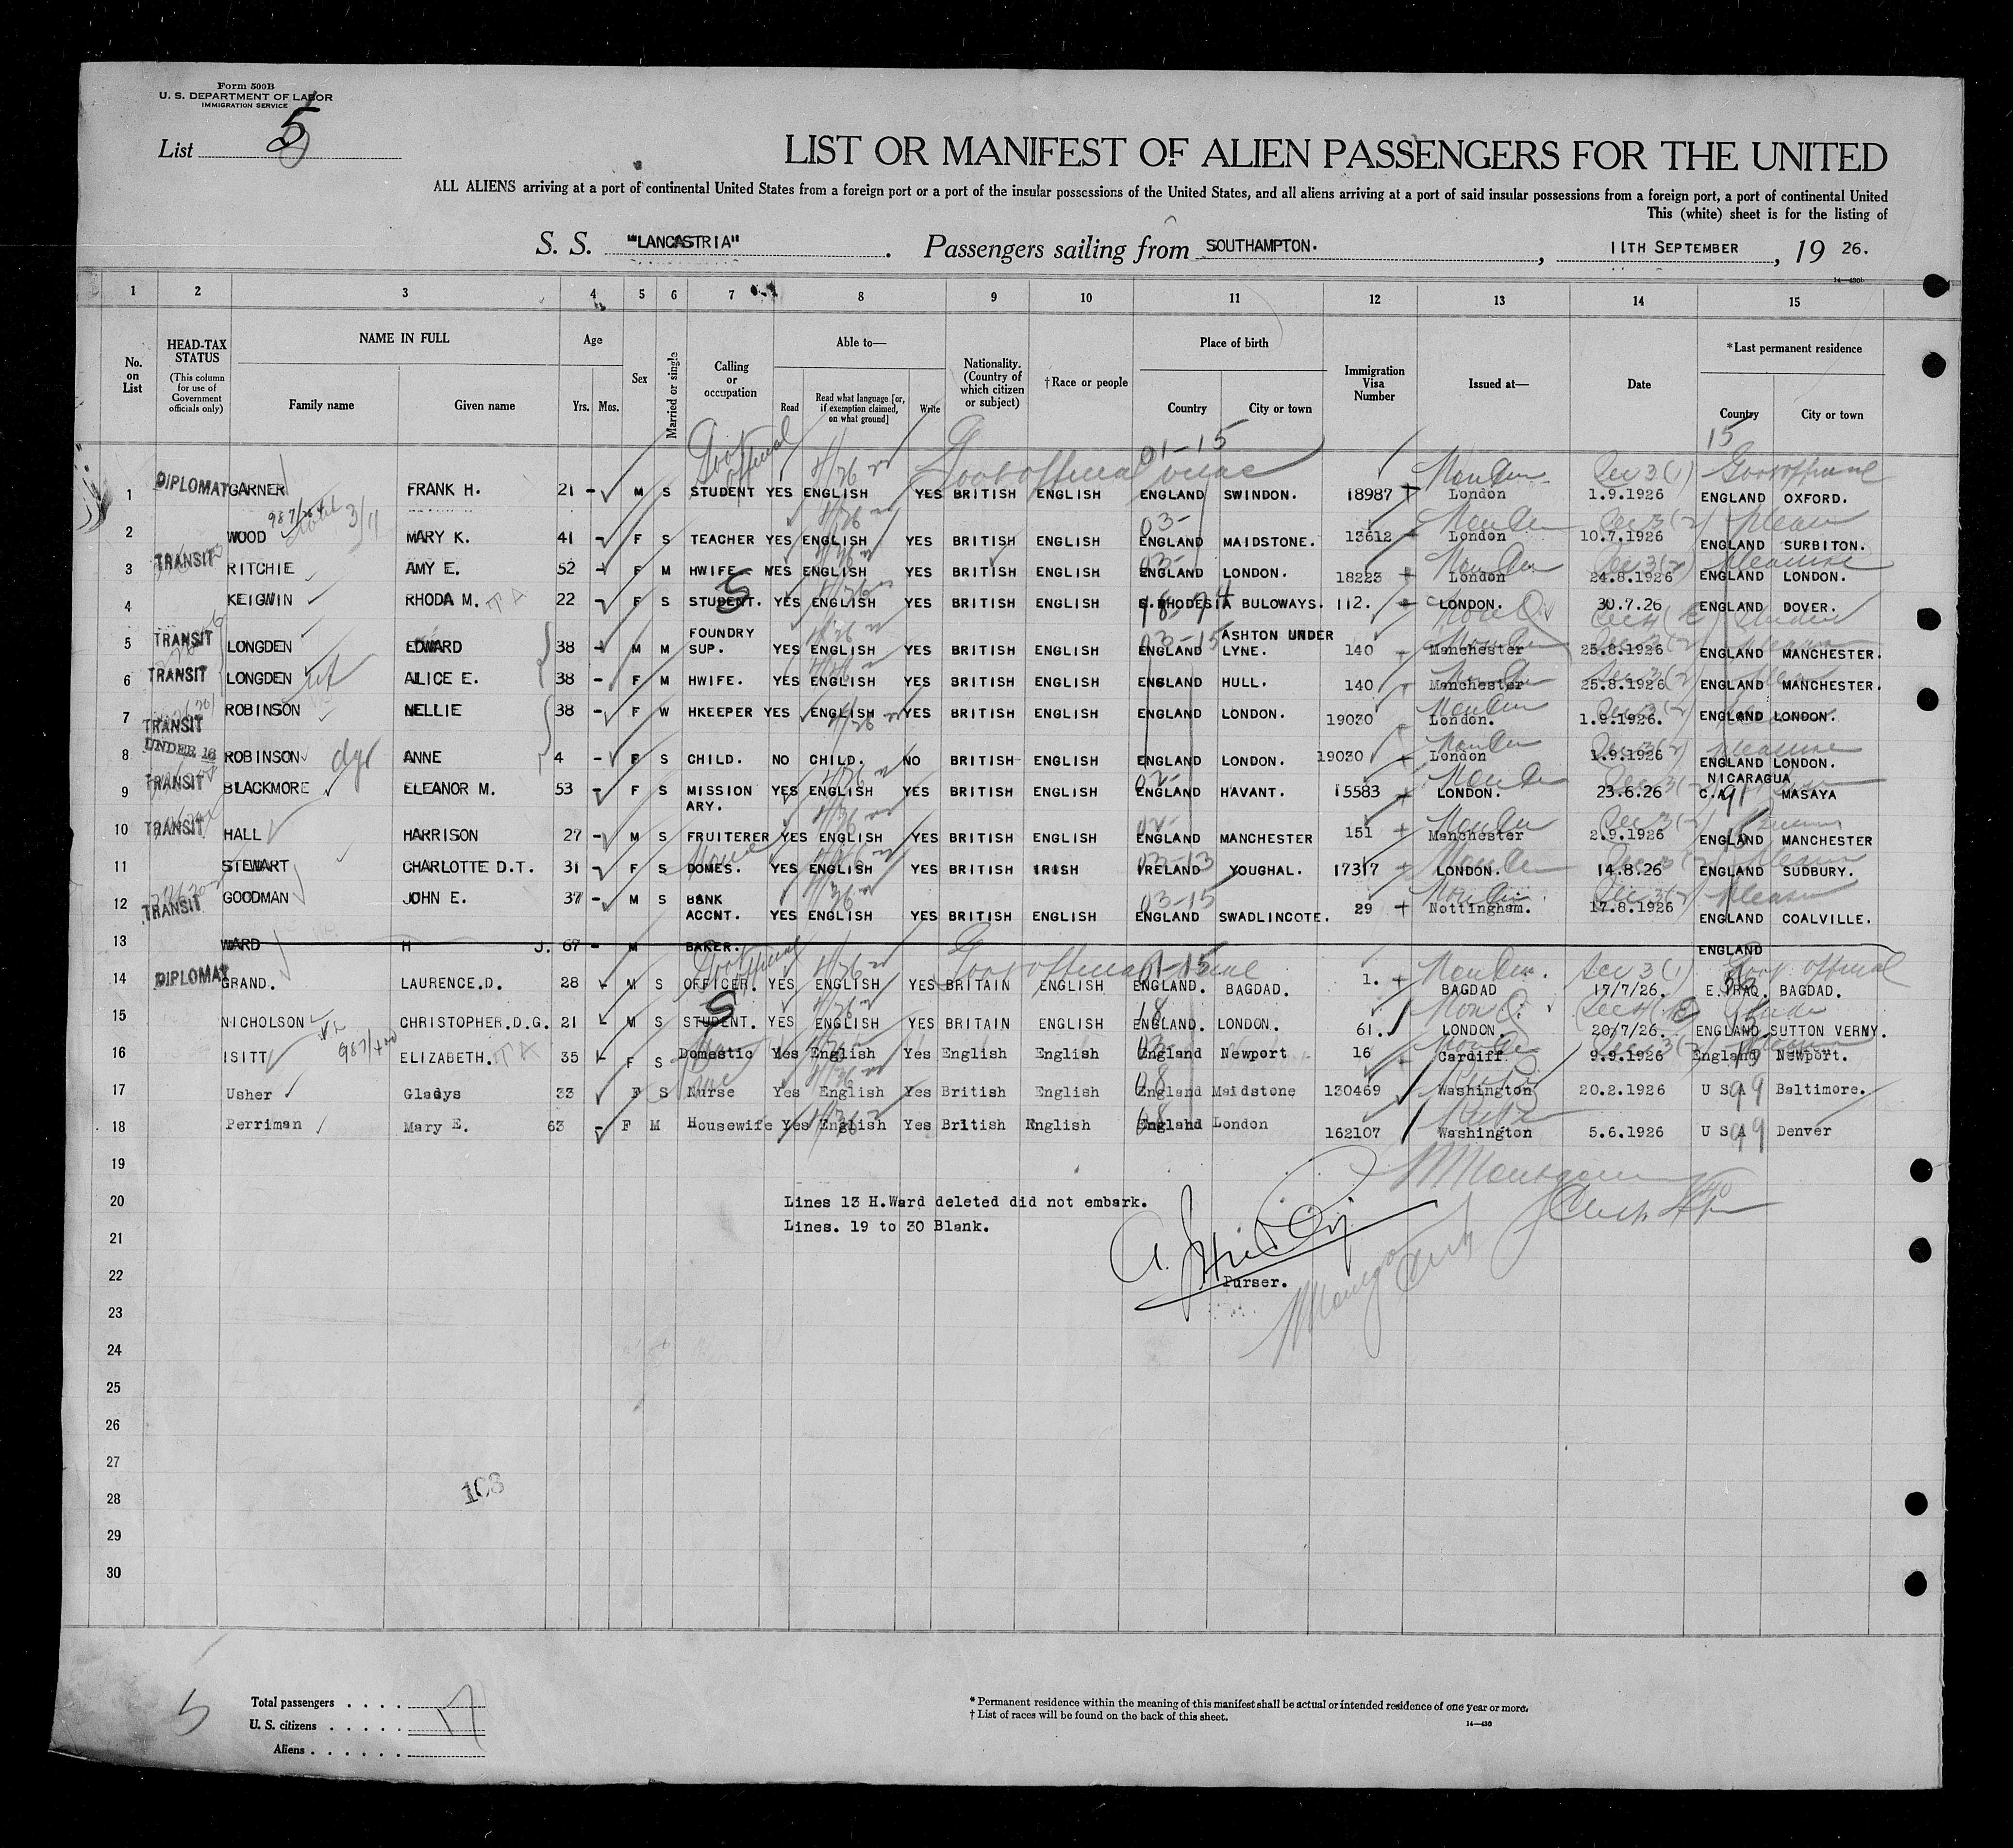 Form 500B
U. S. DEPARTMENT OF LABOR
IMMIGRATION SERVICE
List 5
LIST OR MANIFEST OF ALIEN PASSENGERS FOR THE UNITED
ALL ALIENS arriving at a port of continental United States from a foreign port or a port of the insular possessions of the United States, and all aliens arriving at a port of said insular possessions from a foreign port, a port of continental United
This (white) sheet is for the listing of
S. S. "LANCASTRIA". Passengers sailing from SOUTHAMPTON. , 11TH SEPTEMBER , 19 26.
1 2 3 4 5 6 7 8 9 10 11 12 13 14 15
No. on List HEAD-TAX STATUS (This column for use of Government officials only) NAME IN FULL Family name Given name Age Yrs. Mos. Sex Married or single Calling or occupation Able to— Read Read what language [or, if exemption claimed, on what ground] Write Nationality. (Country of which citizen or subject) †Race or people Place of birth Country City or town Immigration Visa Number Issued at— Date *Last permanent residence Country City or town
1 DIPLOMAT GARNER FRANK H. 21 - M S STUDENT YES ENGLISH YES BRITISH ENGLISH ENGLAND SWINDON. 18987 London 1.9.1926 ENGLAND OXFORD.
2 WOOD MARY K. 41 - F S TEACHER YES ENGLISH YES BRITISH ENGLISH ENGLAND MAIDSTONE. 13612 London 10.7.1926 ENGLAND SURBITON.
3 TRANSIT RITCHIE AMY E. 52 - F M HWIFE YES ENGLISH YES BRITISH ENGLISH ENGLAND LONDON. 18223 London 24.8.1926 ENGLAND LONDON.
4 KEIGWIN RHODA M. 22 - F S STUDENT. YES ENGLISH YES BRITISH ENGLISH S.RHODESIA BULOWAYS. 112. LONDON. 30.7.26 ENGLAND DOVER.
5 TRANSIT LONGDEN EDWARD 38 - M M FOUNDRY SUP. YES ENGLISH YES BRITISH ENGLISH ENGLAND ASHTON UNDER LYNE. 140 Manchester 25.8.1926 ENGLAND MANCHESTER.
6 TRANSIT LONGDEN ALICE E. 38 - F M HWIFE. YES ENGLISH YES BRITISH ENGLISH ENGLAND HULL. 140 Manchester 25.8.1926 ENGLAND MANCHESTER.
7 TRANSIT ROBINSON NELLIE 38 - F W HKEEPER YES ENGLISH YES BRITISH ENGLISH ENGLAND LONDON. 19030 London. 1.9.1926. ENGLAND LONDON.
8 UNDER 16 ROBINSON ANNE 4 - F S CHILD. NO CHILD. NO BRITISH ENGLISH ENGLAND LONDON. 19030 London 1.9.1926 ENGLAND LONDON.
9 TRANSIT BLACKMORE ELEANOR M. 53 - F S MISSION ARY. YES ENGLISH YES BRITISH ENGLISH ENGLAND HAVANT. 15583 LONDON. 23.6.26 NICARAGUA C.A. MASAYA
10 TRANSIT HALL HARRISON 27 - M S FRUITERER YES ENGLISH YES BRITISH ENGLISH ENGLAND MANCHESTER 151 Manchester 2.9.1926 ENGLAND MANCHESTER
11 STEWART CHARLOTTE D.T. 31 - F S DOMES. YES ENGLISH YES BRITISH IRISH IRELAND YOUGHAL. 17317 LONDON. 14.8.26 ENGLAND SUDBURY.
12 TRANSIT GOODMAN JOHN E. 37 - M S BANK ACCNT. YES ENGLISH YES BRITISH ENGLISH ENGLAND SWADLINCOTE. 29 Nottingham. 17.8.1926 ENGLAND COALVILLE.
13 WARD H J. 67 - M BAKER. ENGLAND
14 DIPLOMAT GRAND. LAURENCE.D. 28 M S OFFICER. YES ENGLISH YES BRITAIN ENGLISH ENGLAND. BAGDAD. 1. BAGDAD 17/7/26. E.IRAQ. BAGDAD.
15 NICHOLSON CHRISTOPHER.D.G. 21 M S STUDENT. YES ENGLISH YES BRITAIN ENGLISH ENGLAND. LONDON. 61. LONDON. 20/7/26. ENGLAND SUTTON VERNY.
16 ISITT ELIZABETH. 35 F S Domestic Yes English Yes English English England Newport 16 Cardiff 9.9.1926 England Newport.
17 Usher Gladys 33 F S Nurse Yes English Yes British English England Maidstone 130469 Washington 20.2.1926 U S A Baltimore.
18 Perriman Mary E. 63 - F M Housewife Yes English Yes British English England London 162107 Washington 5.6.1926 U S A Denver
19
20 Lines 13 H.Ward deleted did not embark.
Lines. 19 to 30 Blank.
21
22 Purser.
23
24
25
26
27
28 103
29
30
5
Total passengers . . . . 17
U. S. citizens . . . . .
Aliens . . . . . .
* Permanent residence within the meaning of this manifest shall be actual or intended residence of one year or more.
† List of races will be found on the back of this sheet.
14—430